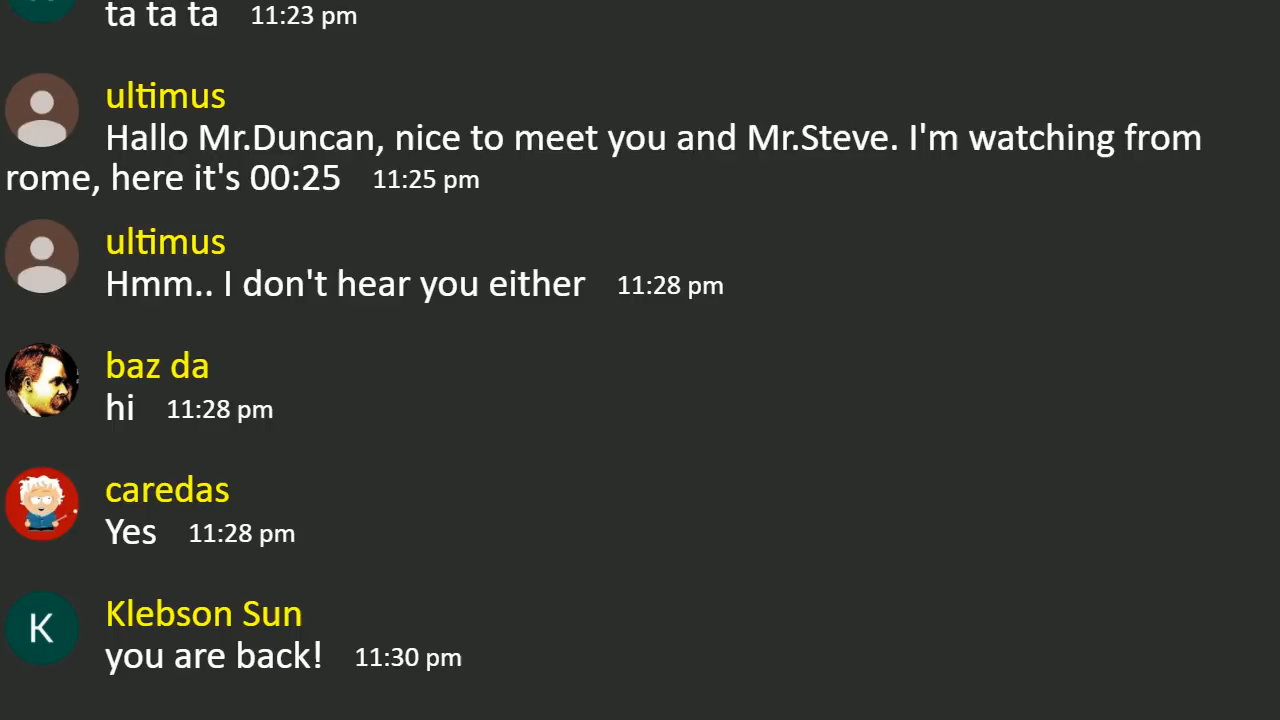 ta ta ta 11:23 pm
ultimus
Hallo Mr.Duncan, nice to meet you and Mr.Steve. I'm watching from
rome, here it's 00:25 11:25 pm
ultimus
Hmm.. I don't hear you either 11:28 pm
baz da
hi 11:28 pm
caredas
Yes 11:28 pm
K
Klebson Sun
you are back! 11:30 pm